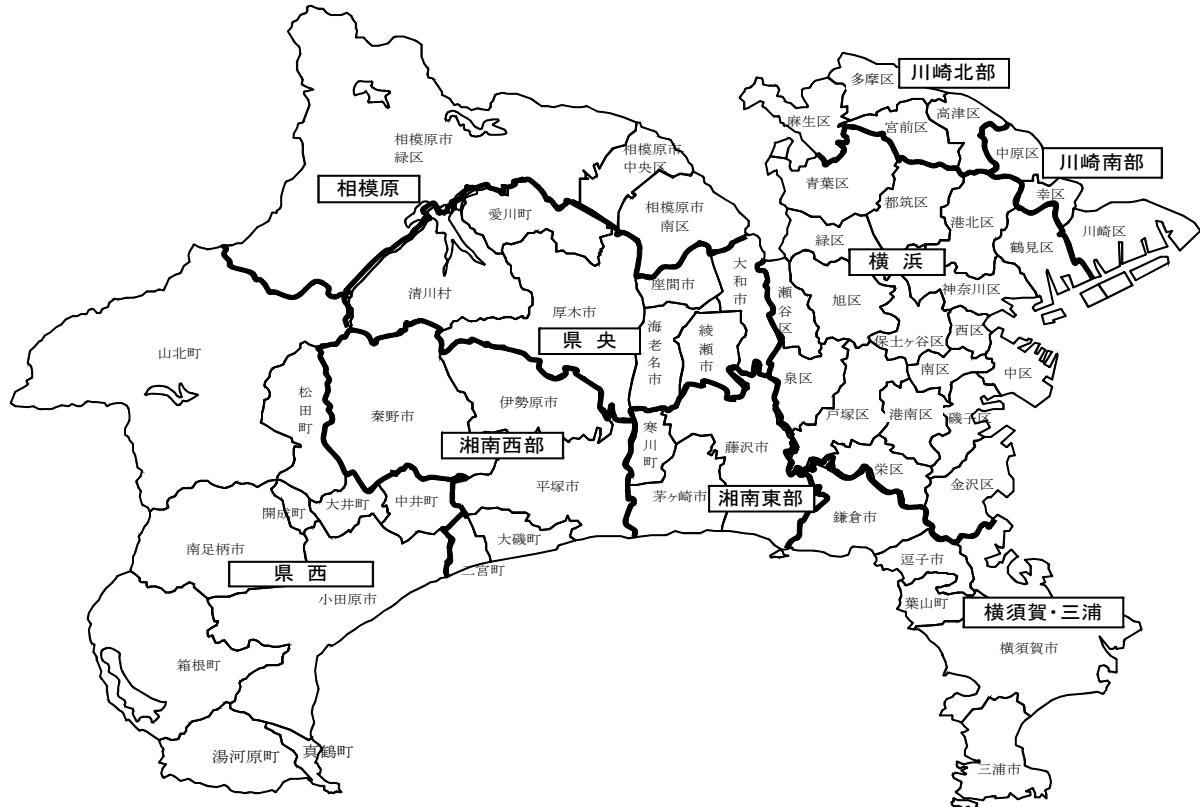 川崎北部
多摩区
高津区
麻生区
宮前区
相模原市
緑区
相模原市
中央区
中原区
川崎南部
相模原
青葉区
幸区
愛川町
相模原市
南区
都筑区
港北区
川崎区
緑区
鶴見区
横 浜
大和市
座間市
清川村
瀬谷区
旭区
神奈川区
厚木市
県 央
海老名市
綾瀬市
西区
保土ヶ谷区
山北町
南区
中区
泉区
松田町
秦野市
伊勢原市
戸塚区
港南区
磯子区
湘南西部
寒川町
藤沢市
栄区
平塚市
茅ヶ崎市
湘南東部
金沢区
開成町
大井町
中井町
鎌倉市
南足柄市
大磯町
逗子市
県 西
二宮町
小田原市
葉山町
横須賀・三浦
横須賀市
箱根町
湯河原町
真鶴町
三浦市